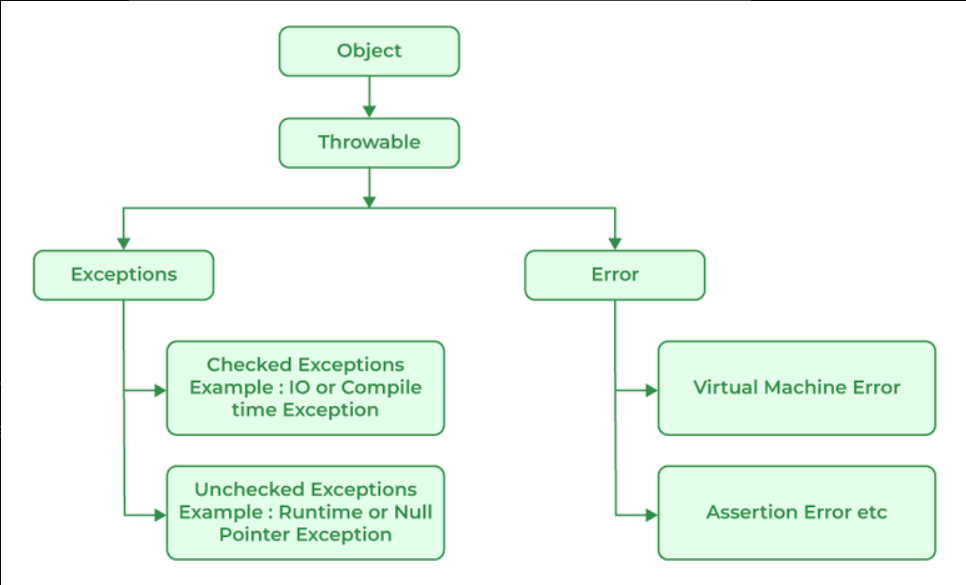 Object
Throwable
Exceptions
Error
Checked Exceptions
Example : IO or Compile
time Exception
Virtual Machine Error
Unchecked Exceptions
Example : Runtime or Null
Pointer Exception
Assertion Error etc